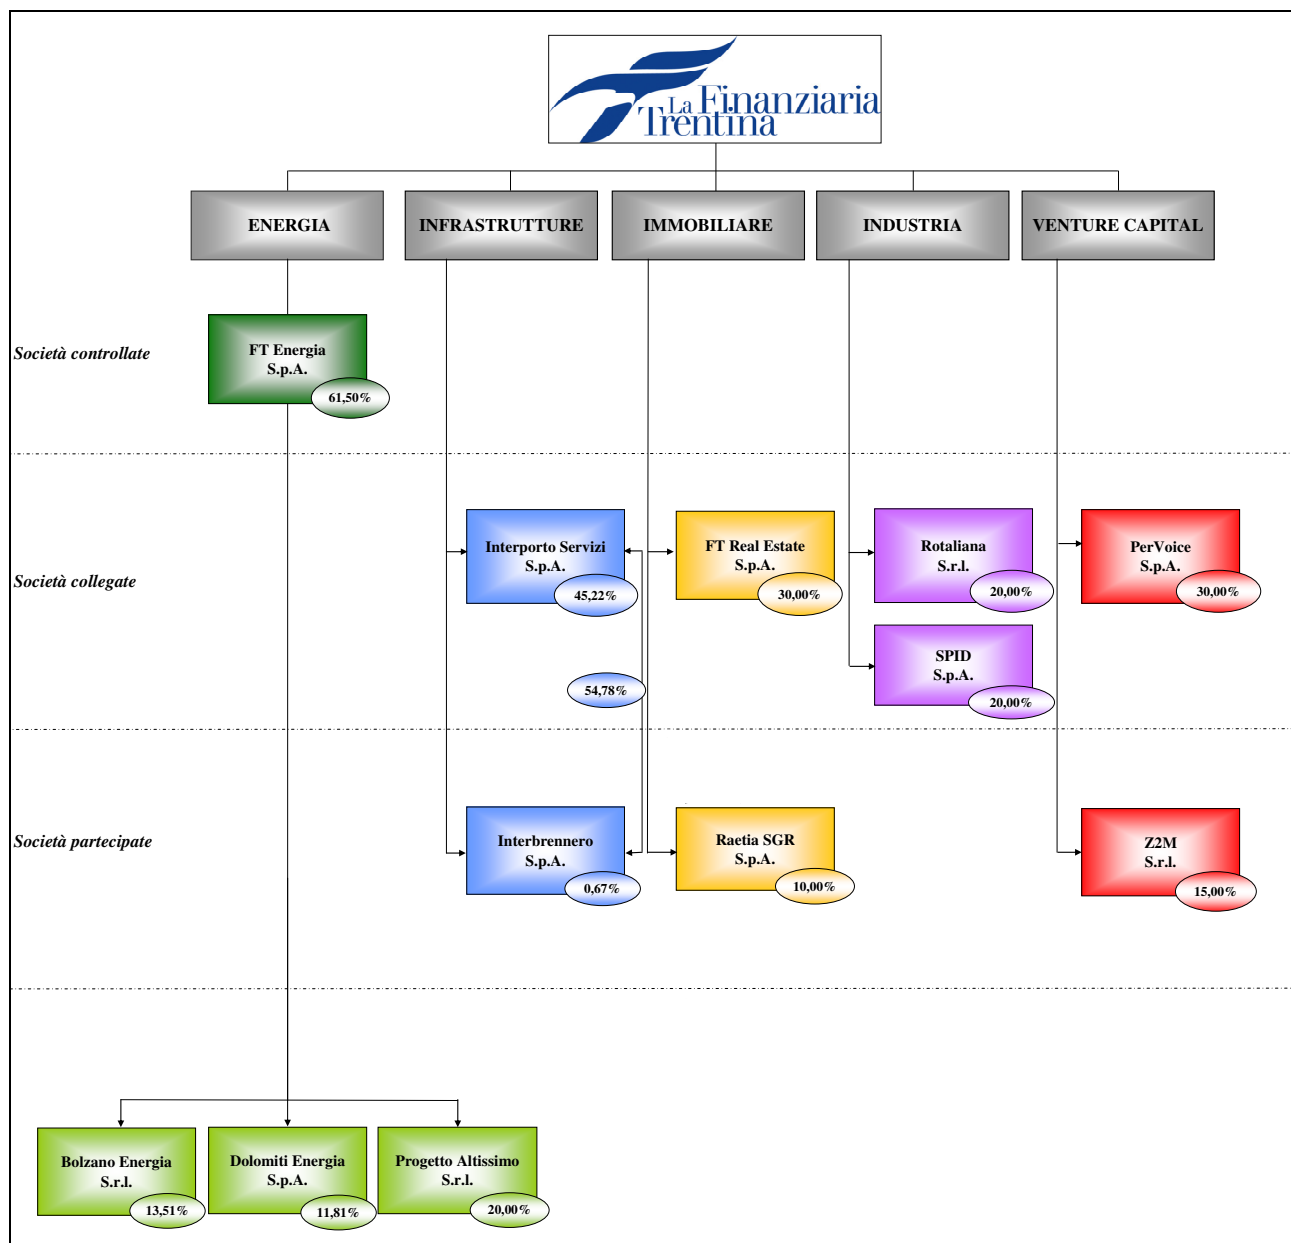 La Finanziaria
Trentina
ENERGIA
INFRASTRUTTURE
IMMOBILIARE
INDUSTRIA
VENTURE CAPITAL
Società controllate
FT Energia
S.p.A.
61,50%
Società collegate
Interporto Servizi
S.p.A.
45,22%
54,78%
FT Real Estate
S.p.A.
30,00%
Rotaliana
S.r.l.
20,00%
SPID
S.p.A.
20,00%
PerVoice
S.p.A.
30,00%
Società partecipate
Interbrennero
S.p.A.
0,67%
Raetia SGR
S.p.A.
10,00%
Z2M
S.r.l.
15,00%
Bolzano Energia
S.r.l.
13,51%
Dolomiti Energia
S.p.A.
11,81%
Progetto Altissimo
S.r.l.
20,00%